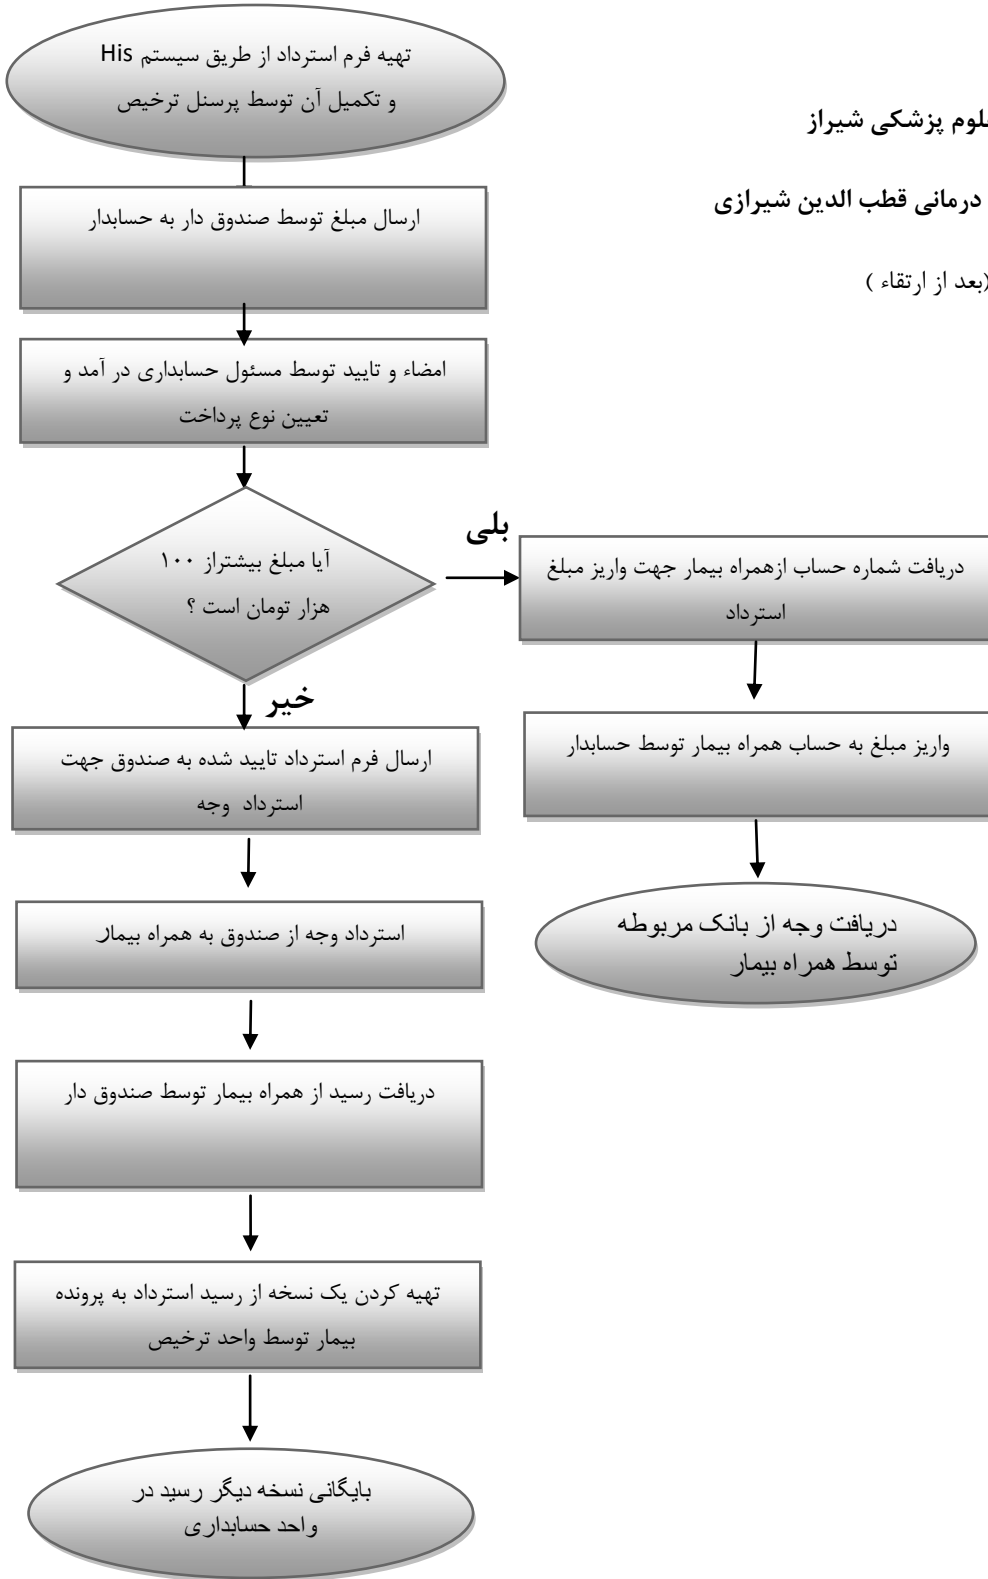 تهیه فرم استرداد از طریق سیستم His
و تکمیل آن توسط پرسنل ترخیص
پزشکی شیراز
درمانی قطب الدین شیرازی
(بعد از ارتقاء )
ارسال مبلغ توسط صندوق دار به حسابدار
امضاء و تایید توسط مسئول حسابداری در آمد و
تعیین نوع پرداخت
آیا مبلغ بیشتراز ۱۰۰
هزار تومان است ؟
بلی
دریافت شماره حساب ازهمراه بیمار جهت واریز مبلغ
استرداد
واریز مبلغ به حساب همراه بیمار توسط حسابدار
دریافت وجه از بانک مربوطه
توسط همراه بیمار
خیر
ارسال فرم استرداد تایید شده به صندوق جهت
استرداد وجه
استرداد وجه از صندوق به همراه بیمار
دریافت رسید از همراه بیمار توسط صندوق دار
تهیه کردن یک نسخه از رسید استرداد به پرونده
بیمار توسط واحد ترخیص
بایگانی نسخه دیگر رسید در
واحد حسابداری